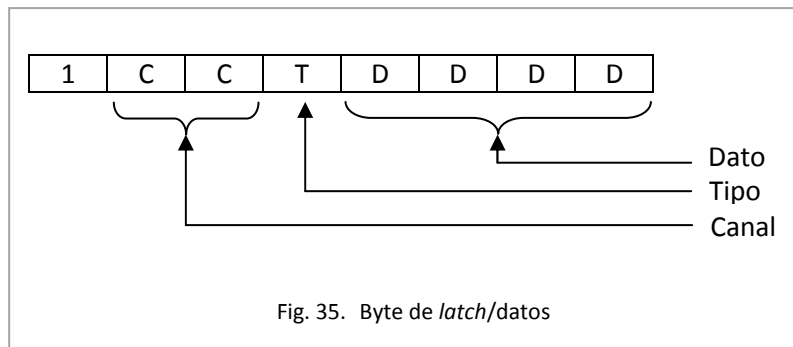 1 C C T D D D D
Dato
Tipo
Canal
Fig. 35. Byte de latch/datos